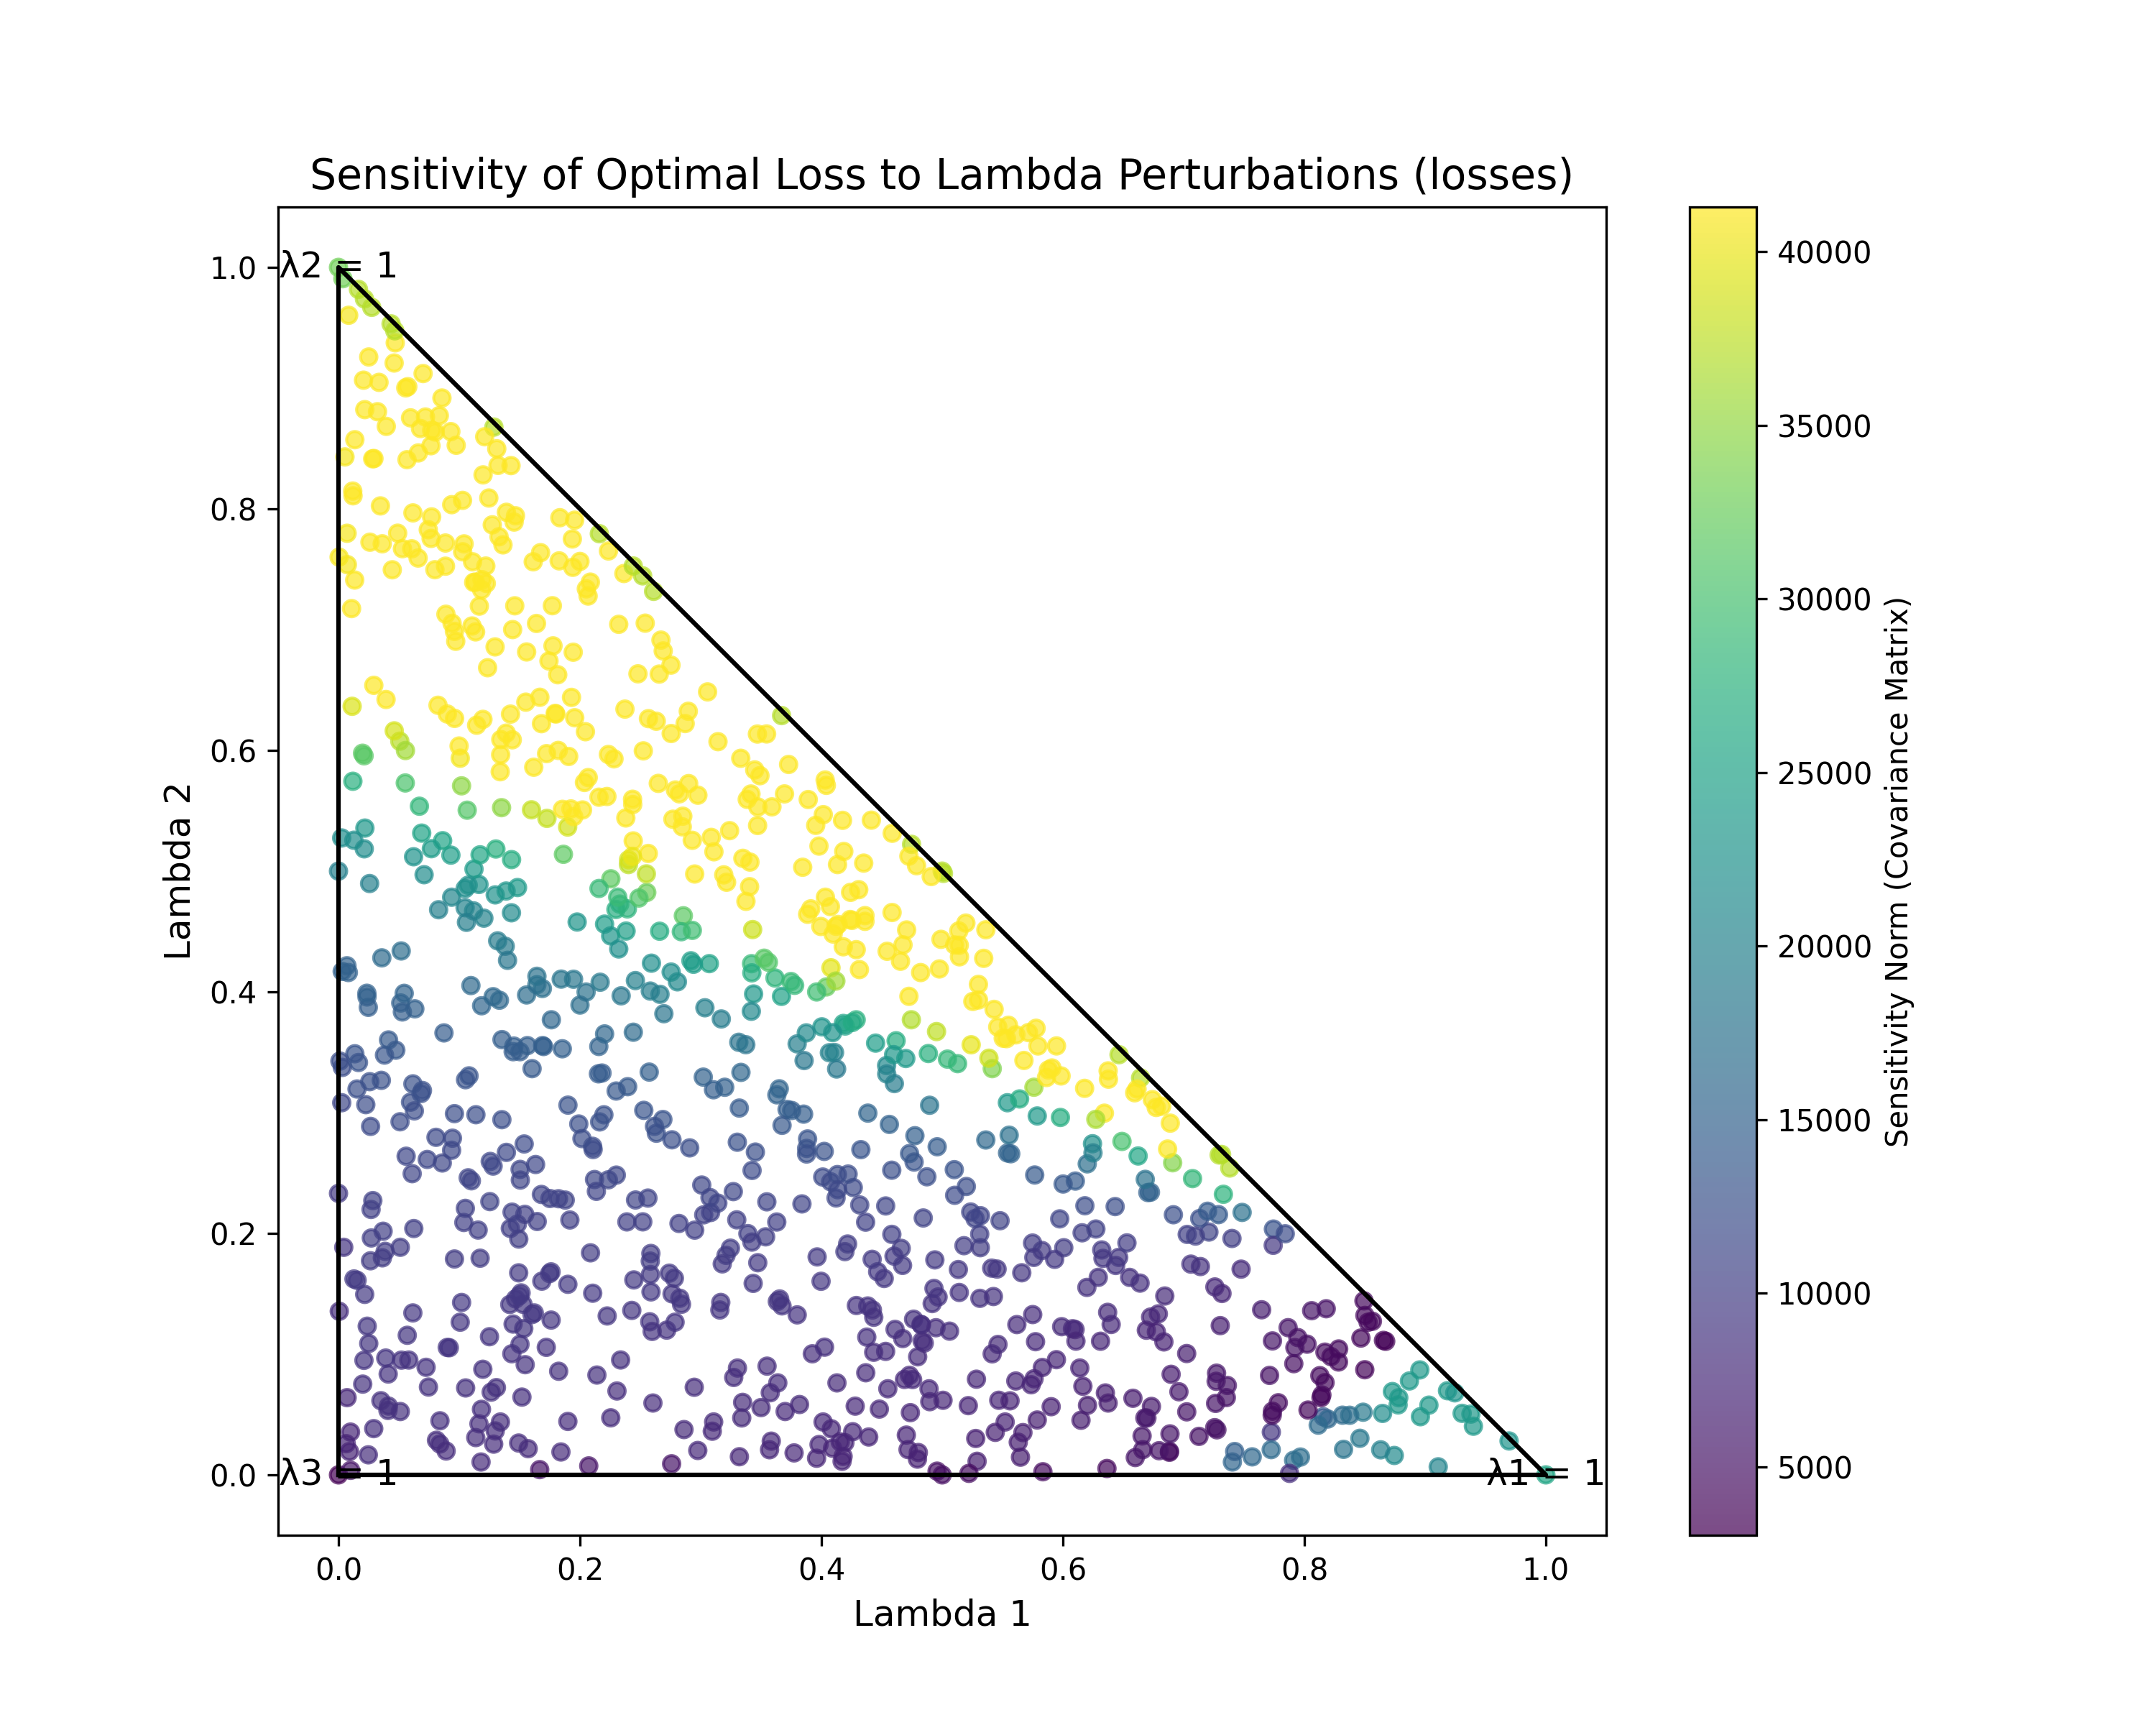 Sensitivity of Optimal Loss to Lambda Perturbations (losses)
λ2 = 1
λ3 = 1
λ1 = 1
1.0
0.8
0.6
0.4
0.2
0.0
Lambda 2
0.0 0.2 0.4 0.6 0.8 1.0
Lambda 1
40000
35000
30000
25000
20000
15000
10000
5000
Sensitivity Norm (Covariance Matrix)